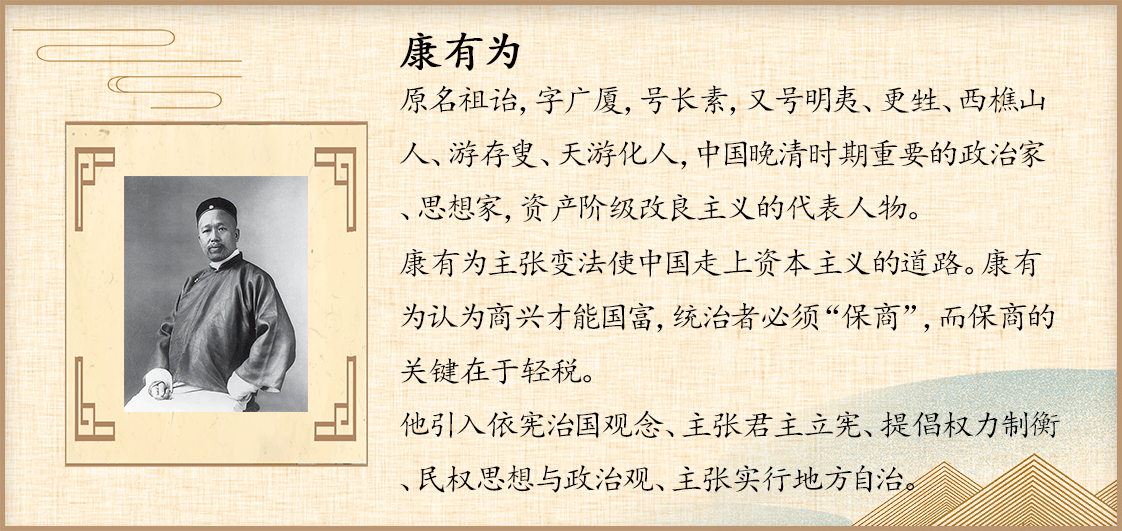 康有为
原名祖诒，字广厦，号长素，又号明夷、更甡、西樵山
人、游存叟、天游化人，中国晚清时期重要的政治家
、思想家，资产阶级改良主义的代表人物。
康有为主张变法使中国走上资本主义的道路。康有
为认为商兴才能国富，统治者必须“保商”，而保商的
关键在于轻税。
他引入依宪治国观念、主张君主立宪、提倡权力制衡
、民权思想与政治观、主张实行地方自治。